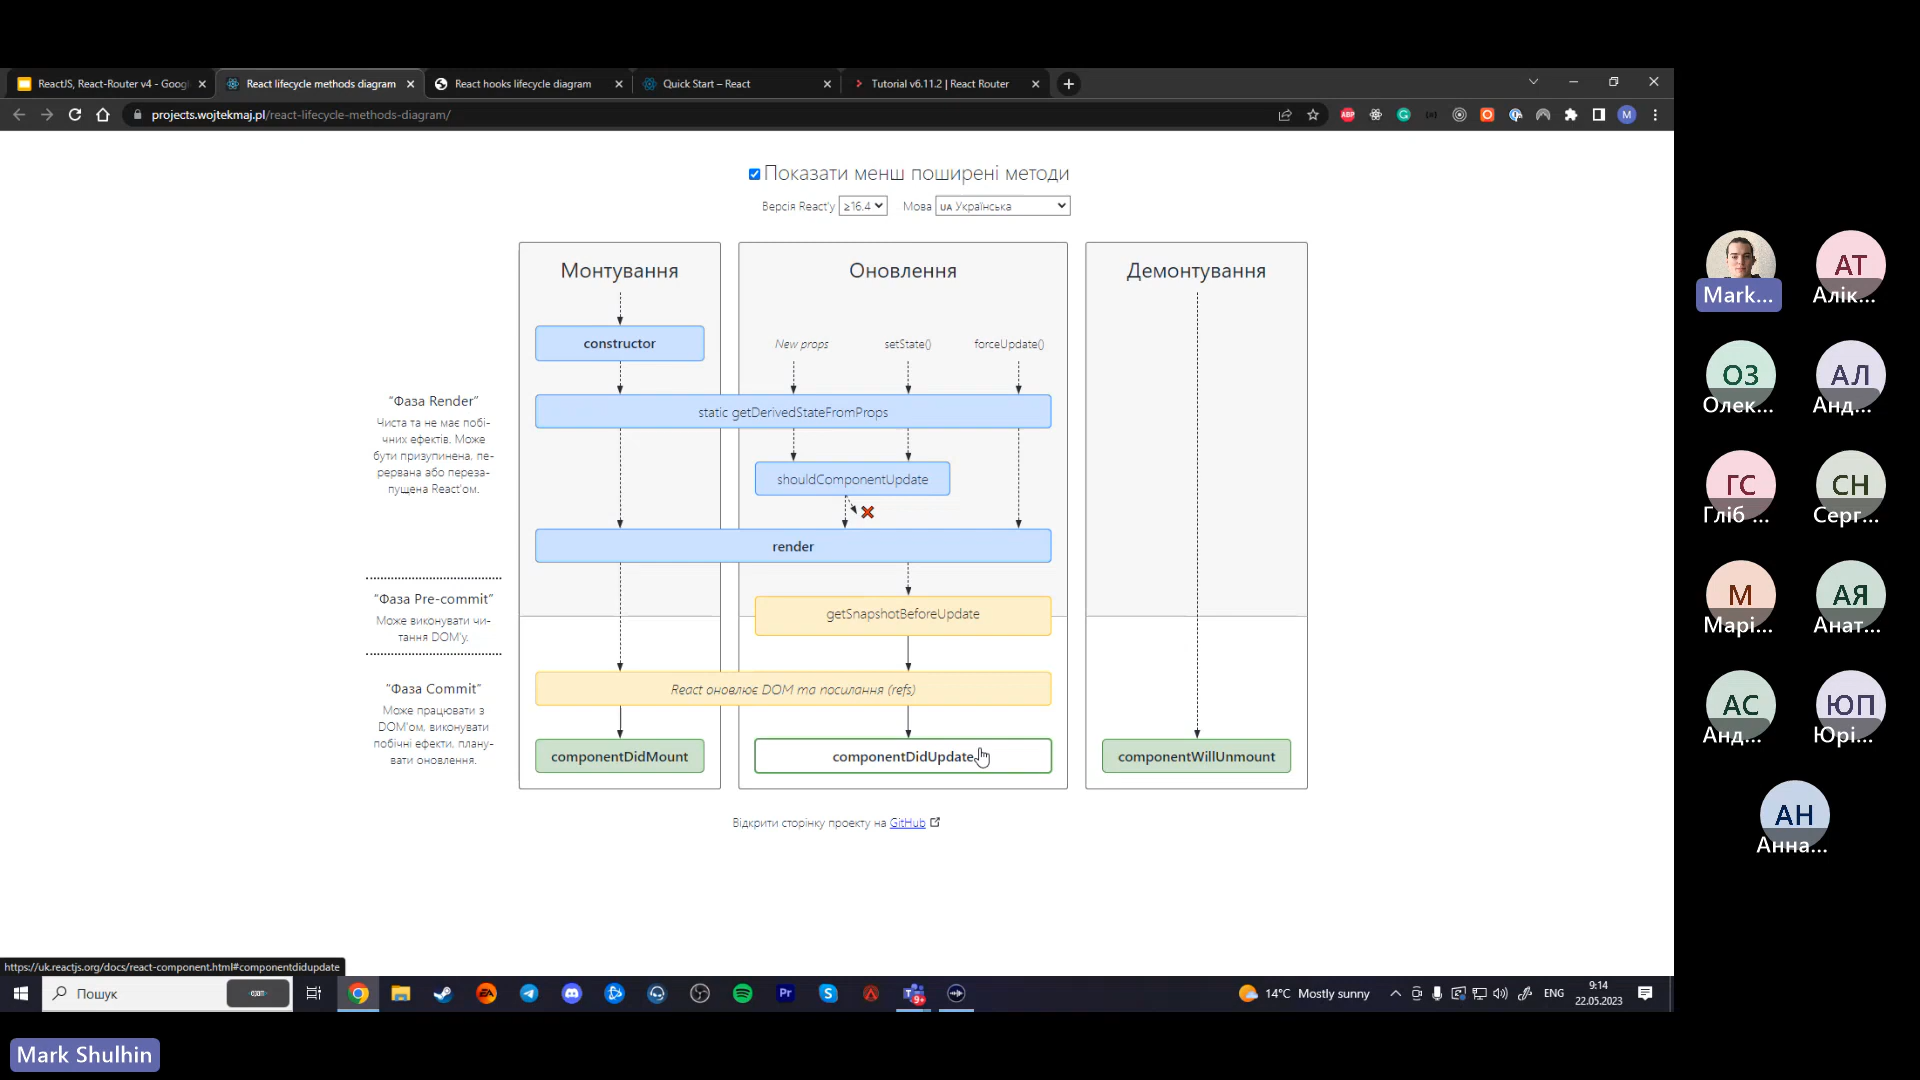 ReactJS, React-Router v4 - Goog
React lifecycle methods diagram
React hooks lifecycle diagram
Quick Start – React
Tutorial v6.11.2 | React Router
projects.wojtekmaj.pl/react-lifecycle-methods-diagram/
ABP
M
Показати менш поширені методи
Версія React'у
≥16.4
Мова
UA Українська
Монтування
Оновлення
Демонтування
constructor
New props
setState()
forceUpdate()
"Фаза Render"
Чиста та не має побі-
чних ефектів. Може
бути призупинена, пе-
рервана або переза-
пущена React'ом.
static getDerivedStateFromProps
shouldComponentUpdate
render
"Фаза Pre-commit"
Може виконувати чи-
тання DOM'у.
getSnapshotBeforeUpdate
"Фаза Commit"
Може працювати з
DOM'ом, виконувати
побічні ефекти, плану-
вати оновлення.
React оновлює DOM та посилання (refs)
componentDidMount
componentDidUpdate
componentWillUnmount
Відкрити сторінку проекту на GitHub
https://uk.reactjs.org/docs/react-component.html#componentdidupdate
Пошук
EA
Pr
S
9+
14°C Mostly sunny
ENG
9:14
22.05.2023
Mark...
АТ
Алік...
ОЗ
Олек...
АЛ
Анд...
ГС
Гліб ...
СН
Серг...
М
Марі...
АЯ
Анат...
АС
Анд...
ЮП
Юрі...
АН
Анна...
Mark Shulhin